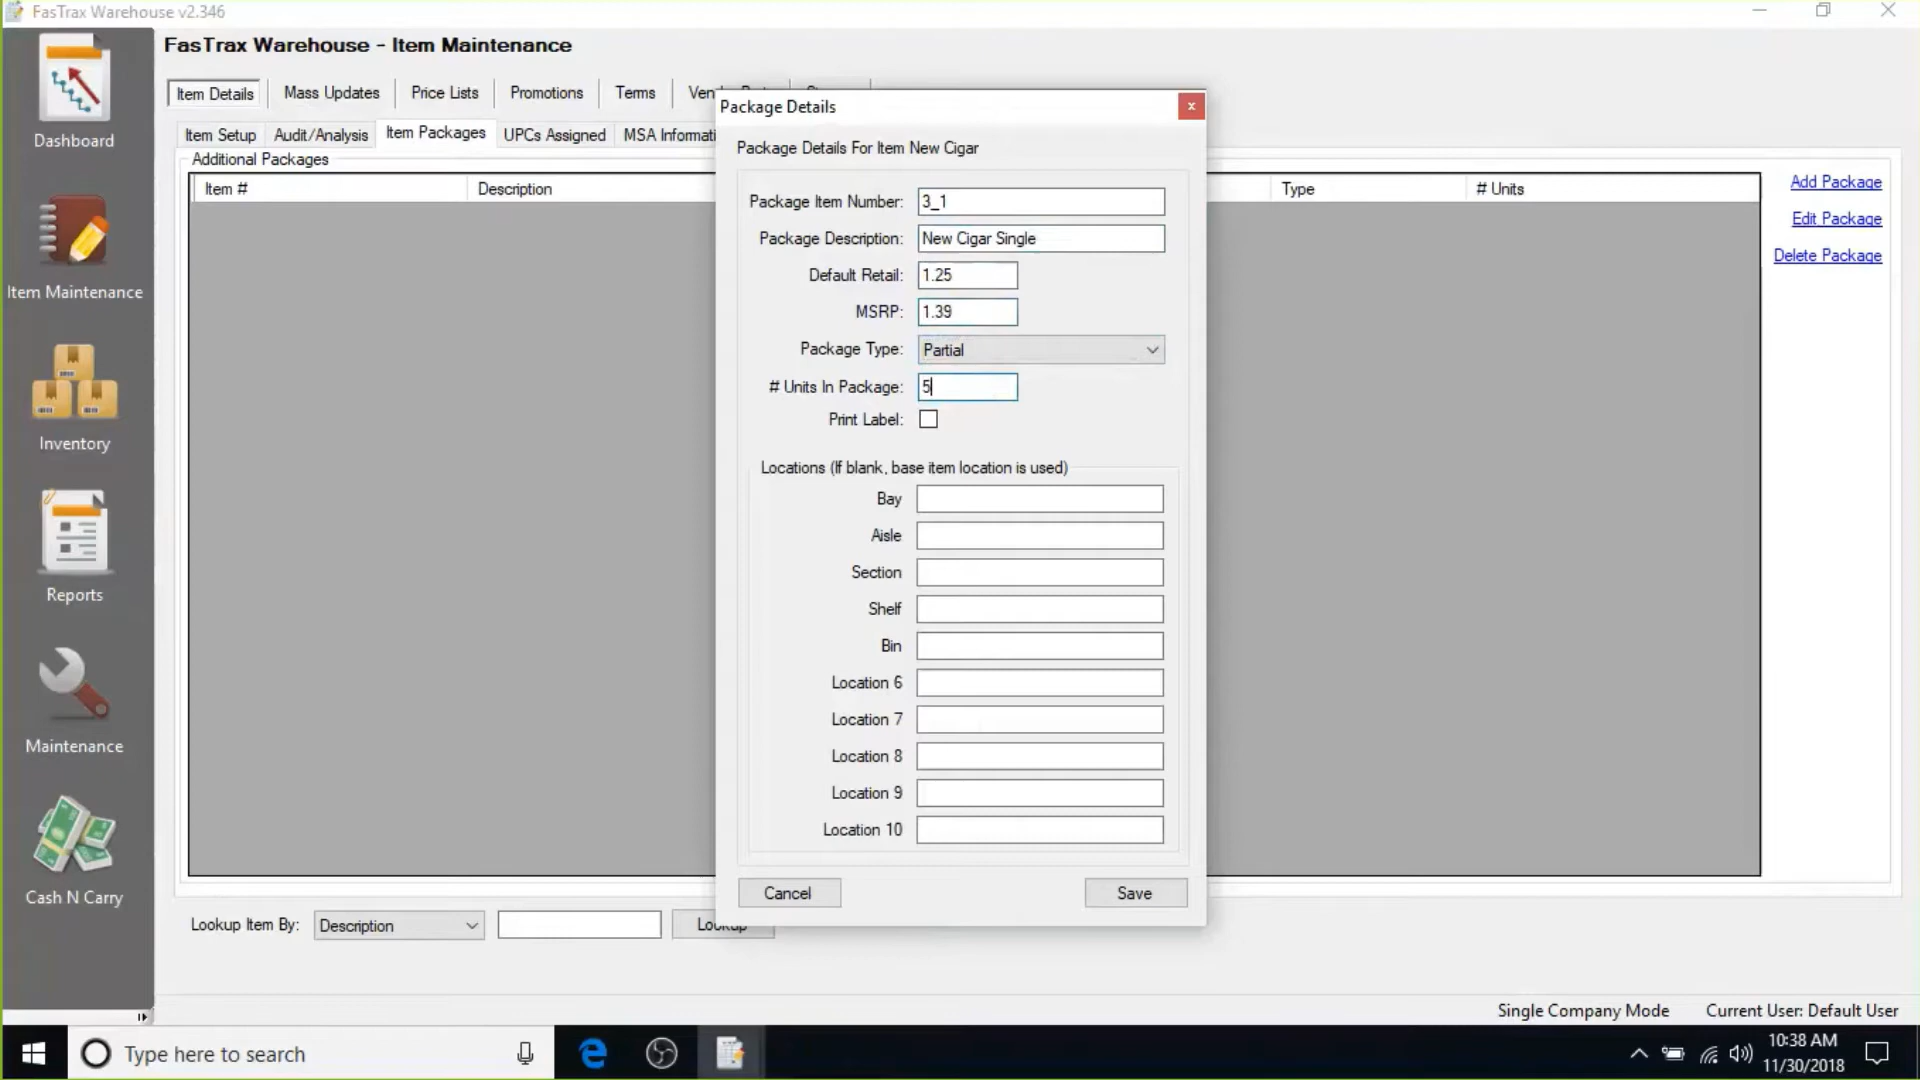 FasTrax Warehouse v2.346
FasTrax Warehouse - Item Maintenance
Item Details
Mass Updates
Price Lists
Promotions
Terms
Item Setup
Audit/Analysis
Item Packages
UPCs Assigned
MSA Informati
Additional Packages
Item #
Description
Type
# Units
Add Package
Edit Package
Delete Package
Dashboard
Item Maintenance
Inventory
Reports
Maintenance
Cash N Carry
Package Details
x
Package Details For Item New Cigar
Package Item Number: 3_1
Package Description: New Cigar Single
Default Retail: 1.25
MSRP: 1.39
Package Type: Partial
# Units In Package: 5
Print Label:
Locations (If blank, base item location is used)
Bay
Aisle
Section
Shelf
Bin
Location 6
Location 7
Location 8
Location 9
Location 10
Cancel
Save
Lookup Item By: Description
Lookup
Single Company Mode
Current User: Default User
Type here to search
10:38 AM
11/30/2018